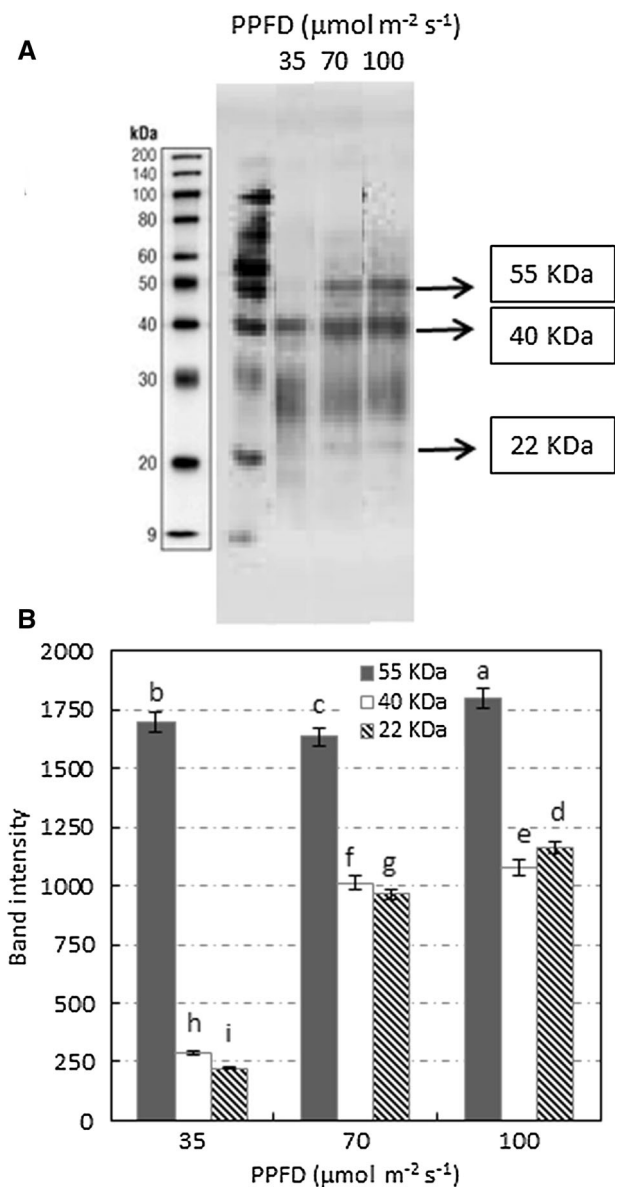 A
PPFD (μmol m-2 s-1)
35 70 100
kDa
200
140
100
80
60
50
40
30
20
9
55 KDa
40 KDa
22 KDa
B
2000
1750
1500
1250
1000
750
500
250
0
Band intensity
55 KDa
40 KDa
22 KDa
b
h
i
c
f
g
a
e
d
35 70 100
PPFD (μmol m-2 s-1)